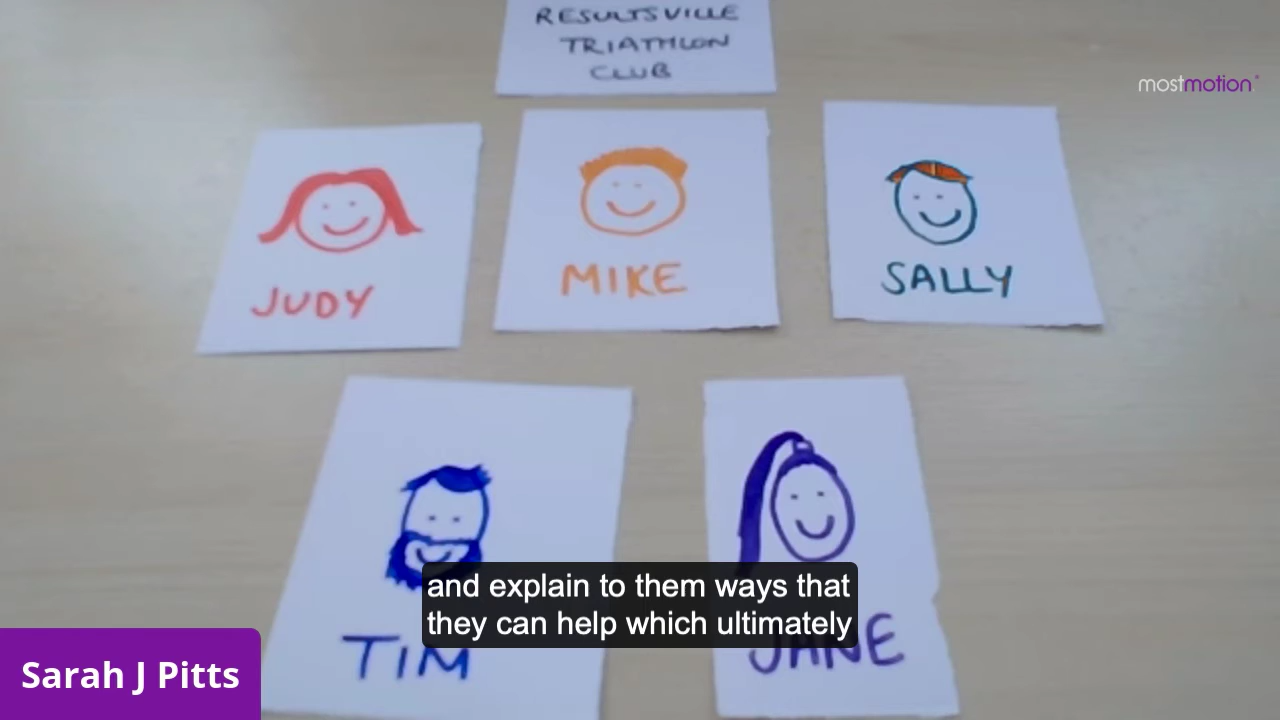 RESULTSVILLE
TRIATHLON
CLUB
mostmotion
JUDY
MIKE
SALLY
and explain to them ways that
they can help which ultimately
TIM
JANE
Sarah J Pitts